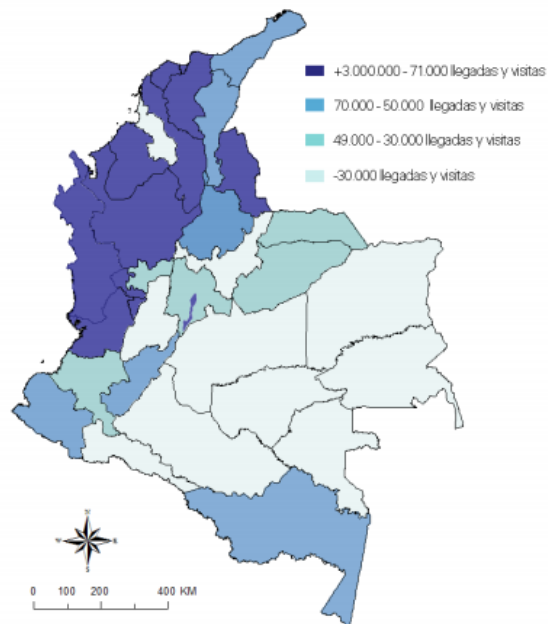 +3.000.000 - 71.000 llegadas y visitas
70.000 - 50.000 llegadas y visitas
49.000 - 30.000 llegadas y visitas
-30.000 llegadas y visitas
N
S
0 100 200 400 KM